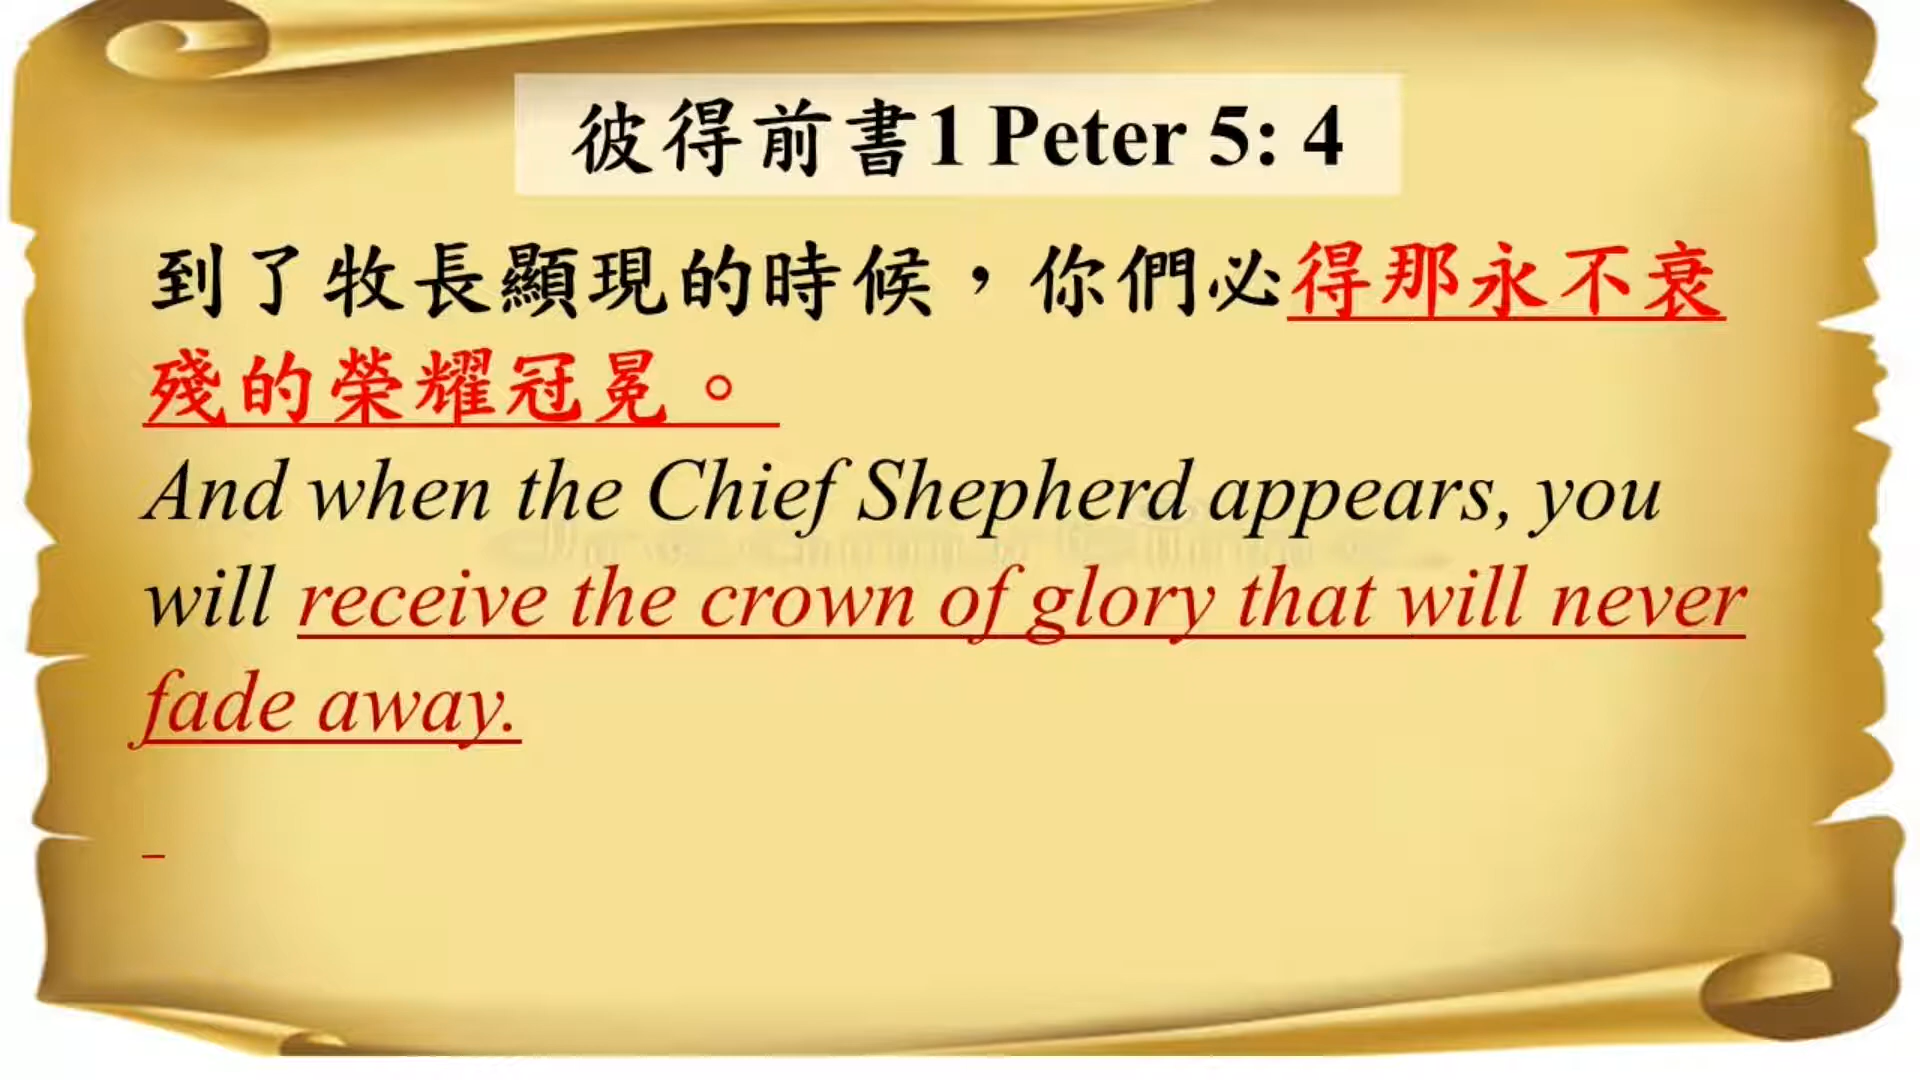 彼得前書1 Peter 5: 4
到了牧長顯現的時候，你們必得那永不衰
殘的榮耀冠冕。
And when the Chief Shepherd appears, you
will receive the crown of glory that will never
fade away.